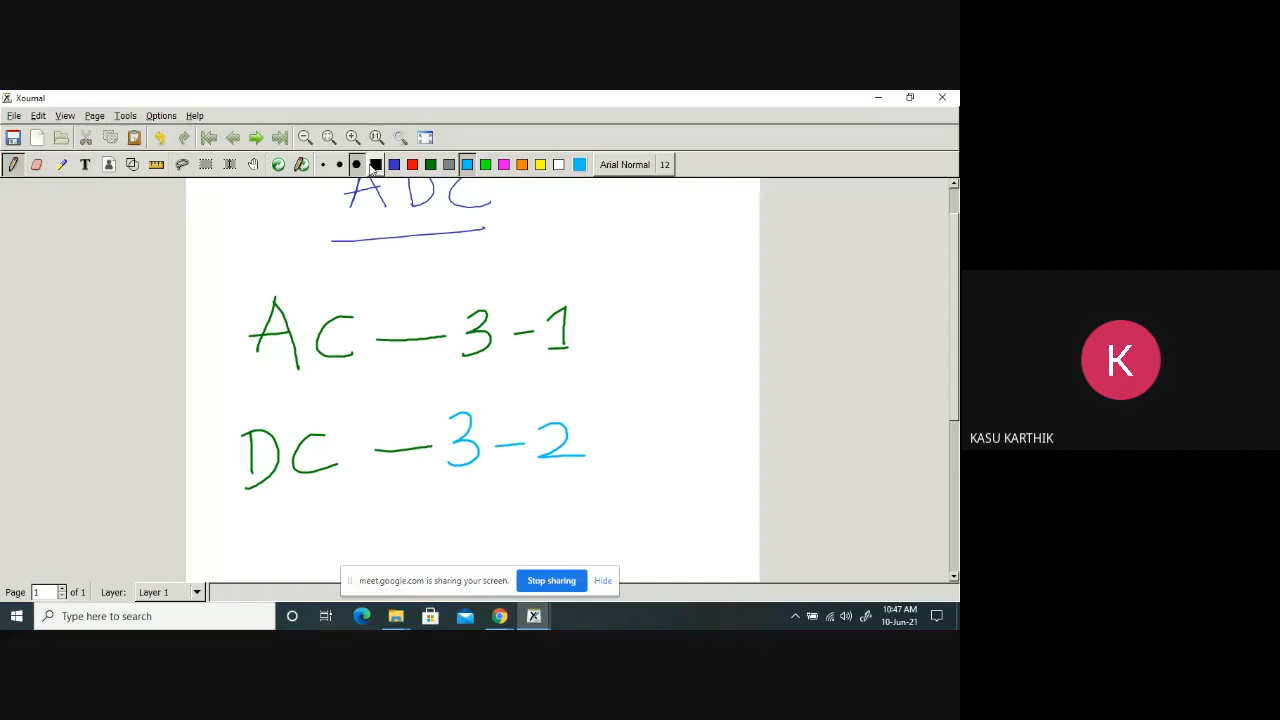 Xournal
File Edit View Page Tools Options Help
Arial Normal 12
ADC
AC — 3-1
DC — 3-2
K
KASU KARTHIK
meet.google.com is sharing your screen. Stop sharing Hide
Page 1 of 1 Layer: Layer 1
Type here to search
10:47 AM
10-Jun-21